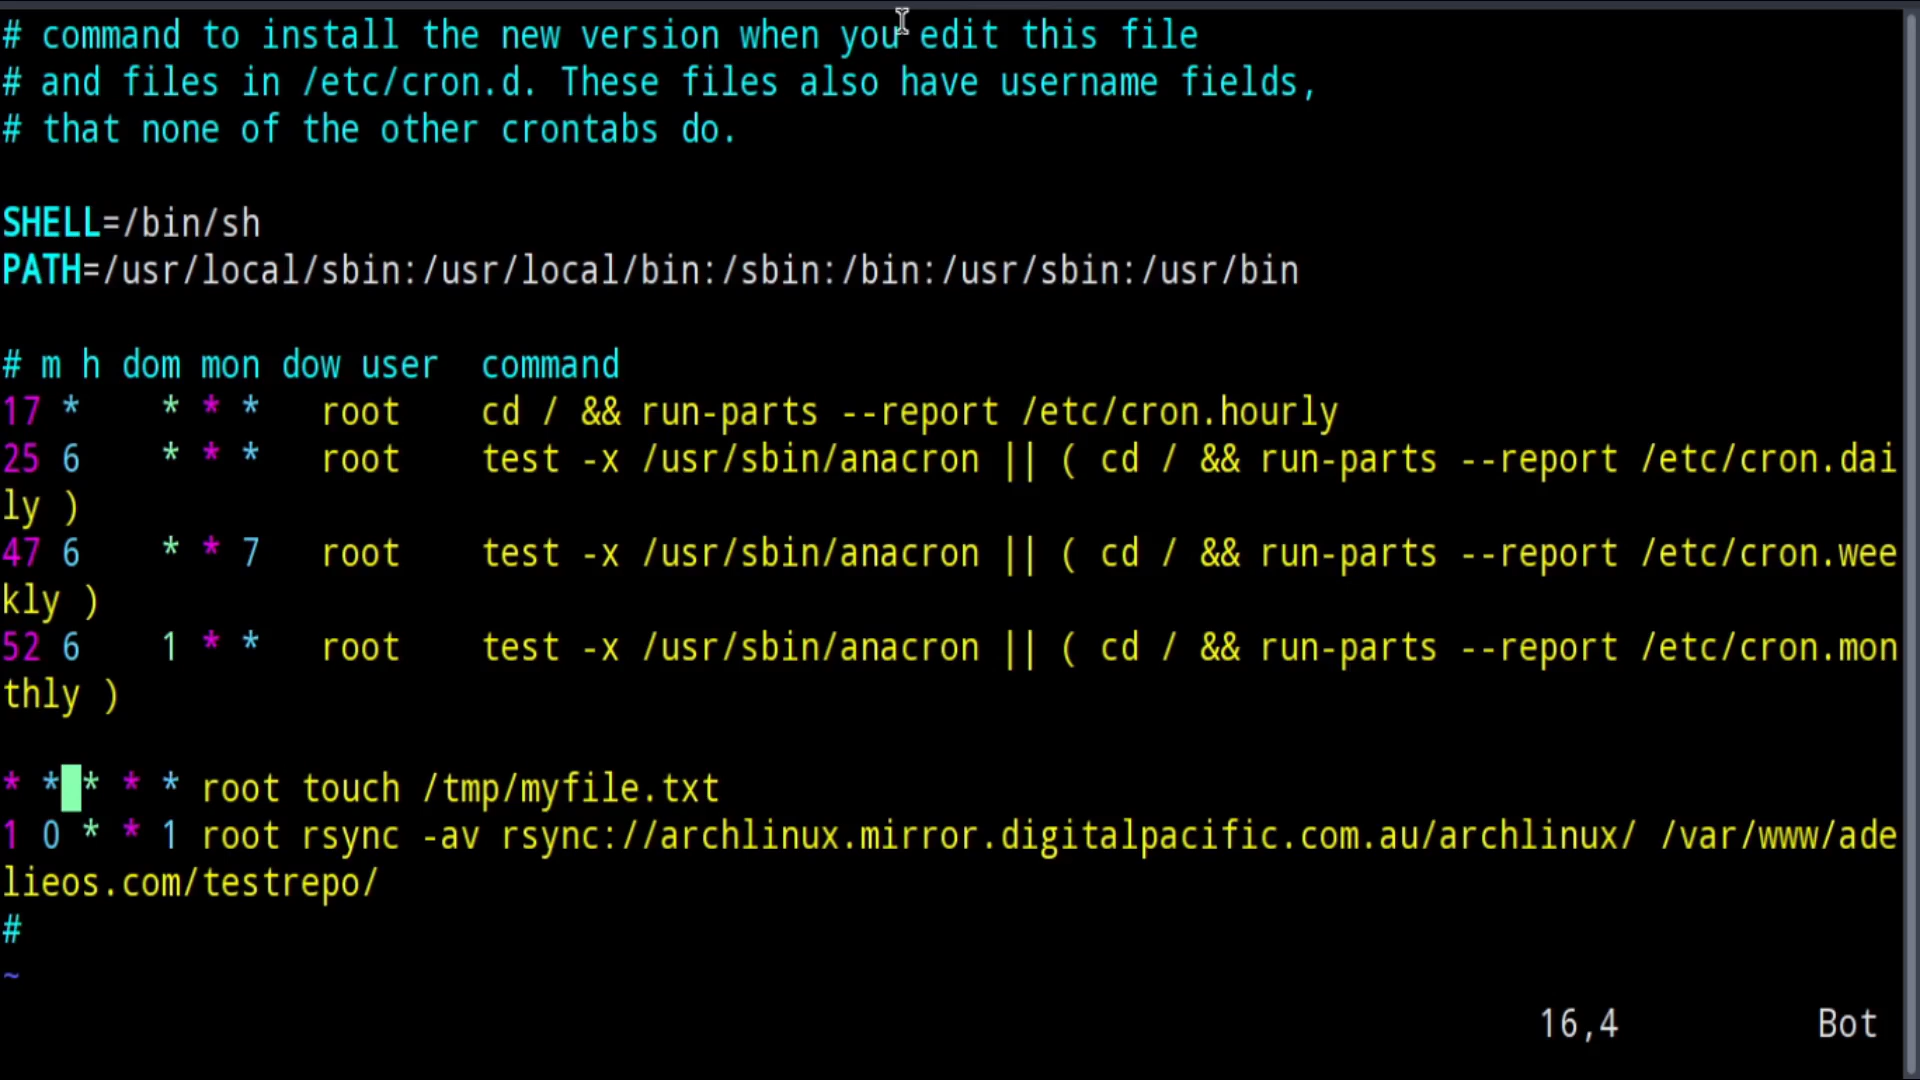 # command to install the new version when you edit this file
# and files in /etc/cron.d. These files also have username fields,
# that none of the other crontabs do.
SHELL=/bin/sh
PATH=/usr/local/sbin:/usr/local/bin:/sbin:/bin:/usr/sbin:/usr/bin
# m h dom mon dow user  command
17 *    * * *   root    cd / && run-parts --report /etc/cron.hourly
25 6    * * *   root    test -x /usr/sbin/anacron || ( cd / && run-parts --report /etc/cron.dai
ly )
47 6    * * 7   root    test -x /usr/sbin/anacron || ( cd / && run-parts --report /etc/cron.wee
kly )
52 6    1 * *   root    test -x /usr/sbin/anacron || ( cd / && run-parts --report /etc/cron.mon
thly )
* * * * * root touch /tmp/myfile.txt
1 0 * * 1 root rsync -av rsync://archlinux.mirror.digitalpacific.com.au/archlinux/ /var/www/ade
lieos.com/testrepo/
#
~
16,4 Bot